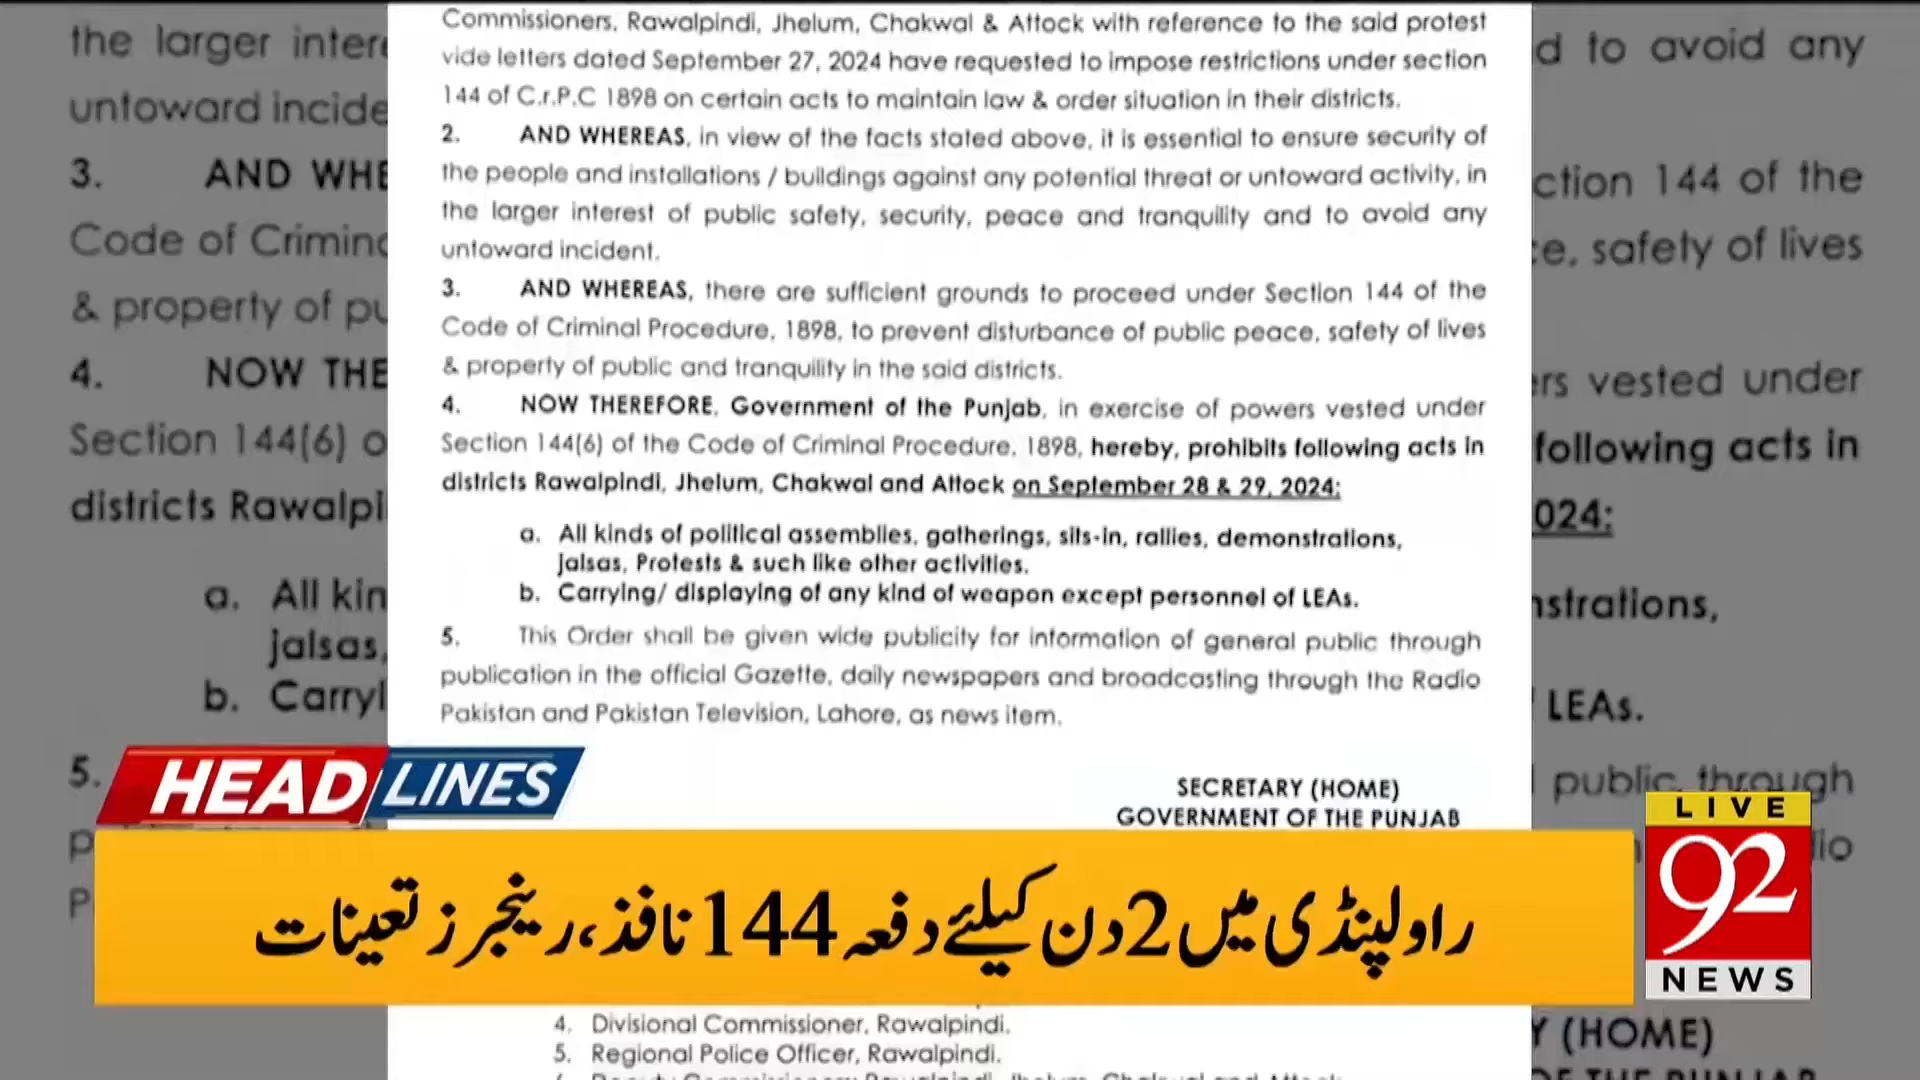 Commissioners, Rawalpindi, Jhelum, Chakwal & Attock with reference to the said protest
vide letters dated September 27, 2024 have requested to impose restrictions under section
144 of C.r.P.C 1898 on certain acts to maintain law & order situation in their districts.
2. AND WHEREAS, in view of the facts stated above, it is essential to ensure security of
the people and installations / buildings against any potential threat or untoward activity, in
the larger interest of public safety, security, peace and tranquility and to avoid any
untoward incident.
3. AND WHEREAS, there are sufficient grounds to proceed under Section 144 of the
Code of Criminal Procedure, 1898, to prevent disturbance of public peace, safety of lives
& property of public and tranquility in the said districts.
4. NOW THEREFORE, Government of the Punjab, in exercise of powers vested under
Section 144(6) of the Code of Criminal Procedure, 1898, hereby, prohibits following acts in
districts Rawalpindi, Jhelum, Chakwal and Attock on September 28 & 29, 2024:
a. All kinds of political assemblies, gatherings, sits-in, rallies, demonstrations,
jalsas, Protests & such like other activities.
b. Carrying/ displaying of any kind of weapon except personnel of LEAs.
5. This Order shall be given wide publicity for information of general public through
publication in the official Gazette, daily newspapers and broadcasting through the Radio
Pakistan and Pakistan Television, Lahore, as news item.
SECRETARY (HOME)
GOVERNMENT OF THE PUNJAB
HEADLINES
راولپنڈی میں 2 دن کیلئے دفعہ 144 نافذ، رینجرز تعینات
LIVE
92
NEWS
4. Divisional Commissioner, Rawalpindi.
5. Regional Police Officer, Rawalpindi.